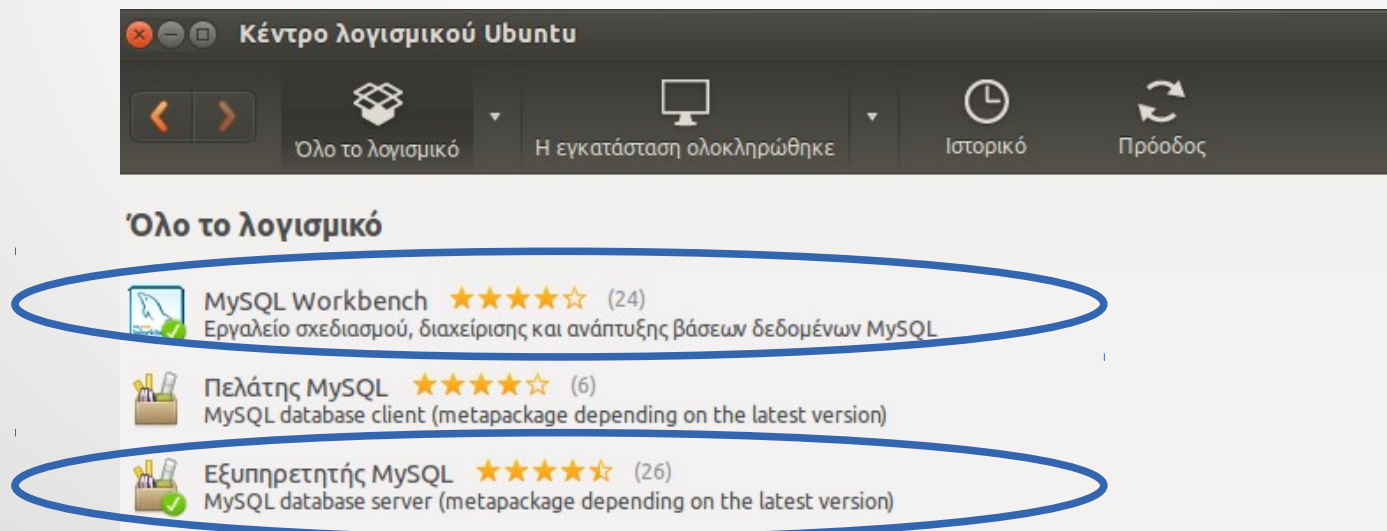 Κέντρο λογισμικού Ubuntu
Όλο το λογισμικό
Η εγκατάσταση ολοκληρώθηκε
Ιστορικό
Πρόοδος
Όλο το λογισμικό
MySQL Workbench (24)
Εργαλείο σχεδιασμού, διαχείρισης και ανάπτυξης βάσεων δεδομένων MySQL
Πελάτης MySQL (6)
MySQL database client (metapackage depending on the latest version)
Εξυπηρετητής MySQL (26)
MySQL database server (metapackage depending on the latest version)